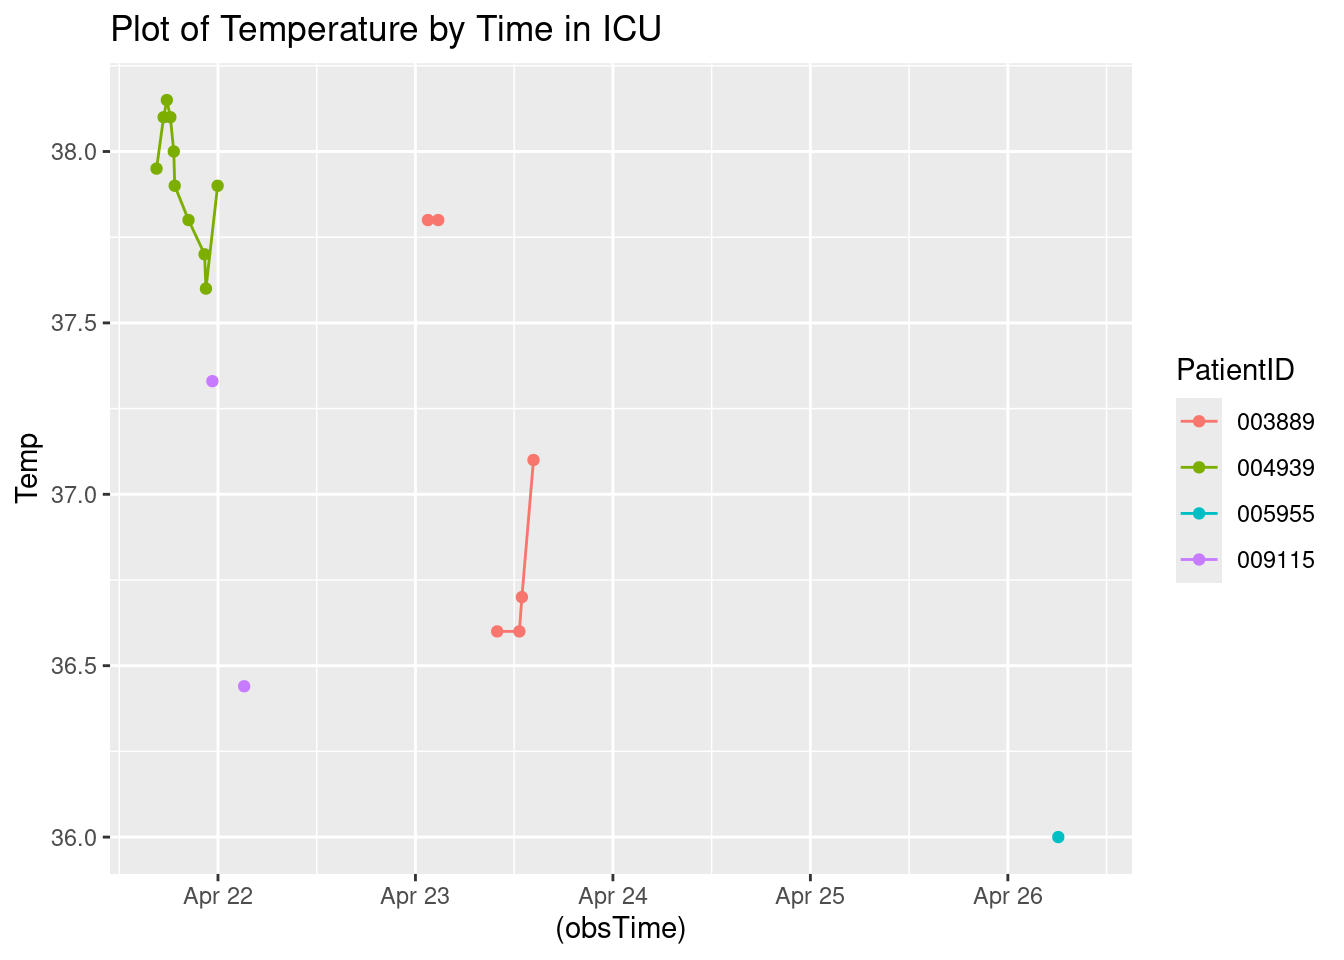 Plot of Temperature by Time in ICU
38.0
37.5
37.0
36.5
36.0
Temp
Apr 22
Apr 23
Apr 24
Apr 25
Apr 26
(obsTime)
PatientID
003889
004939
005955
009115